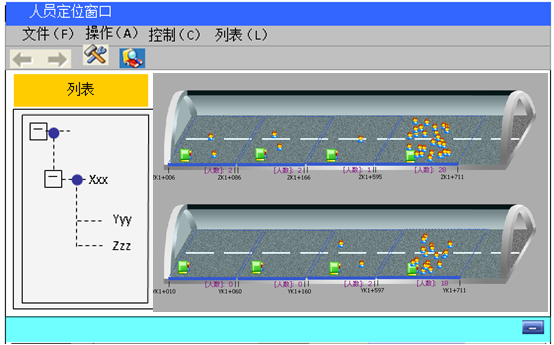 人员定位窗口
文件(F) 操作(A) 控制(C) 列表(L)
列表
Xxx
Yyy
Zzz
[人数]: 2 [人数]: 2 [人数]: 1 [人数]: 28
ZK1+006 ZK1+086 ZK1+166 ZK1+595 ZK1+711
[人数]: 0 [人数]: 0 [人数]: 2 [人数]: 18
YK1+010 YK1+060 YK1+160 YK1+597 YK1+711